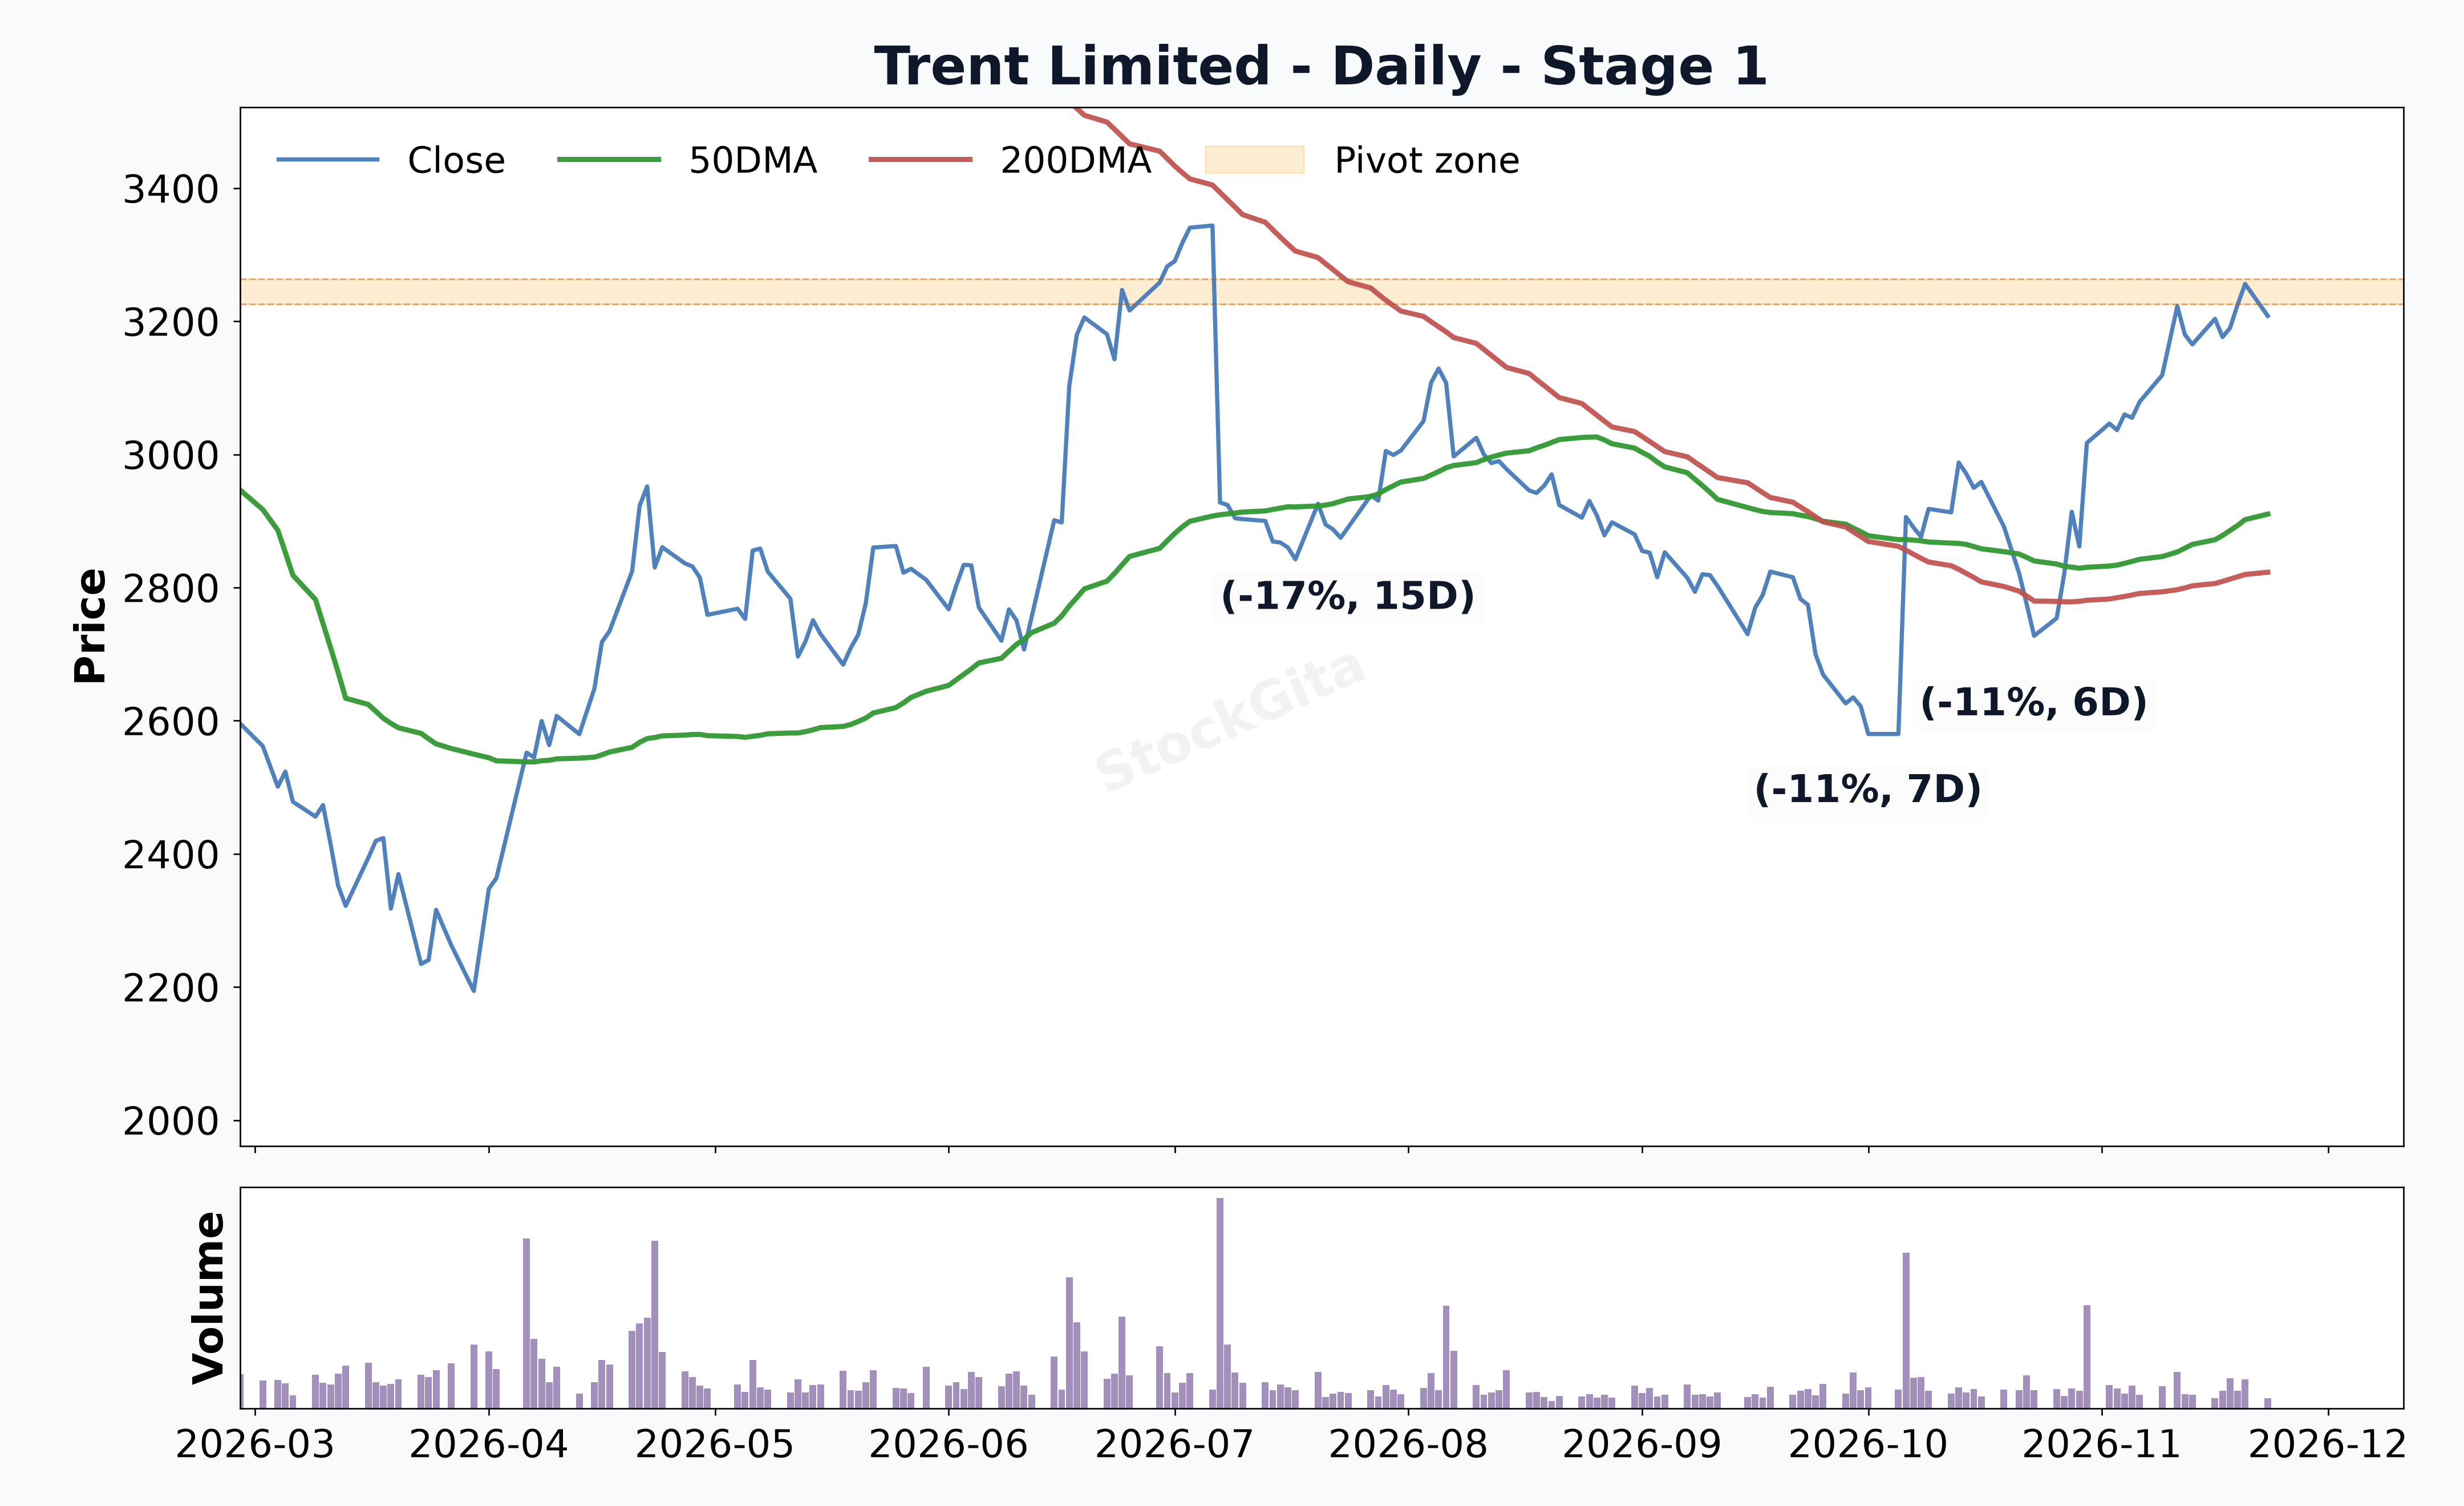 Trent Limited - Daily - Stage 1
Close 50DMA 200DMA Pivot zone
3400
3200
3000
2800
2600
2400
2200
2000
Price
(-17%, 15D)
(-11%, 6D)
(-11%, 7D)
StockGita
Volume
2026-03 2026-04 2026-05 2026-06 2026-07 2026-08 2026-09 2026-10 2026-11 2026-12